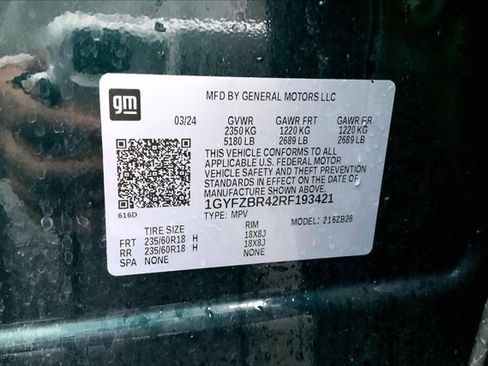 gm
MFD BY GENERAL MOTORS LLC
03/24 GVWR GAWR FRT GAWR RR
2350 KG 1220 KG 1220 KG
5180 LB 2689 LB 2689 LB
THIS VEHICLE CONFORMS TO ALL
APPLICABLE U.S. FEDERAL MOTOR
VEHICLE SAFETY AND THEFT PREVENTION
STANDARDS IN EFFECT ON THE DATE OF
MANUFACTURE SHOWN ABOVE.
1GYFZBR42RF193421
616D TYPE: MPV MODEL: 216ZB26
TIRE SIZE RIM
FRT 235/60R18 H 18X8J
RR 235/60R18 H 18X8J
SPA NONE NONE